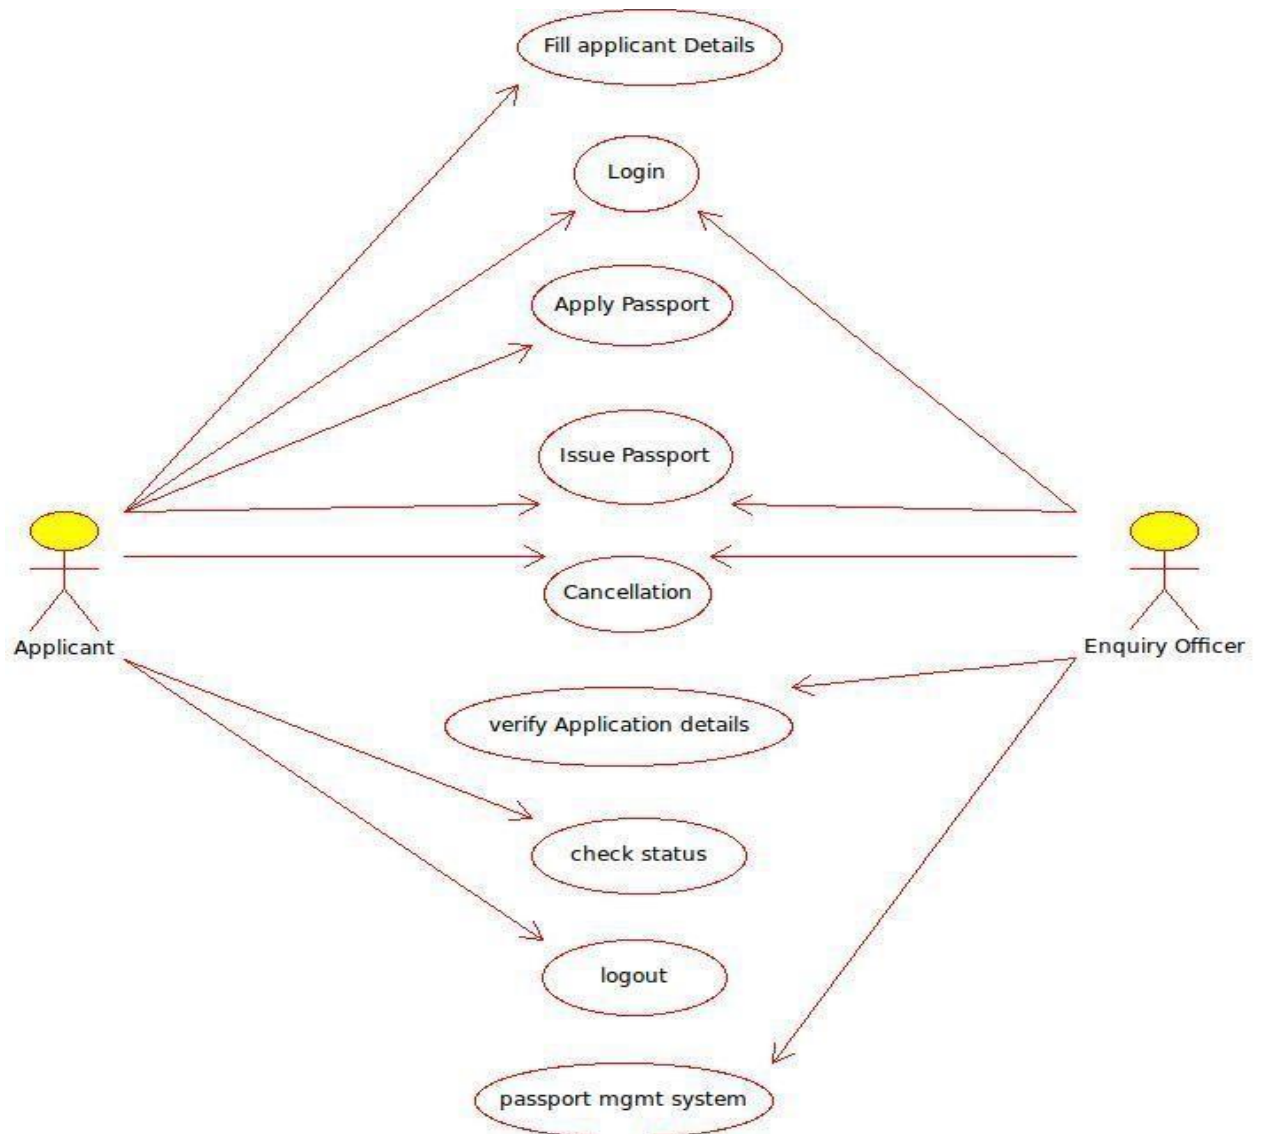 Fill applicant Details
Login
Apply Passport
Issue Passport
Cancellation
Applicant
Enquiry Officer
verify Application details
check status
logout
passport mgmt system